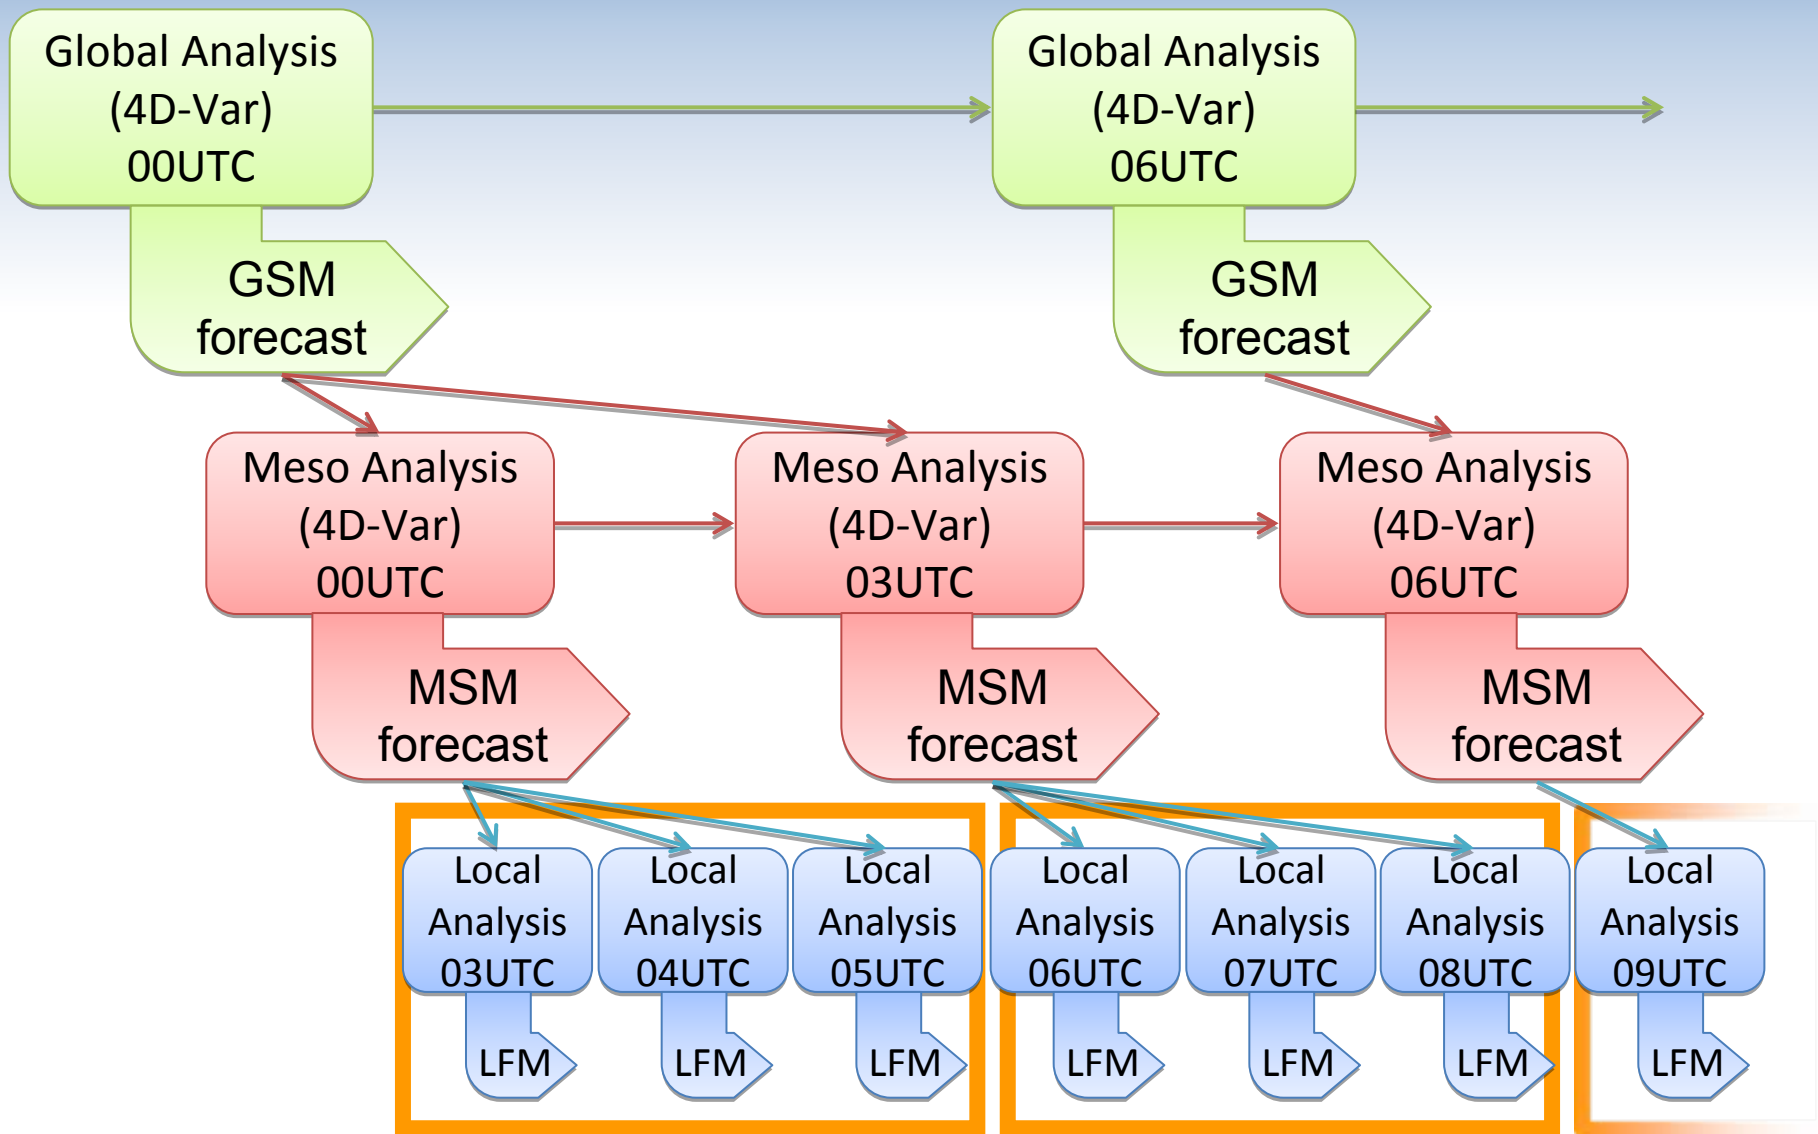 Global Analysis
(4D-Var)
00UTC
Global Analysis
(4D-Var)
06UTC
GSM
forecast
GSM
forecast
Meso Analysis
(4D-Var)
00UTC
Meso Analysis
(4D-Var)
03UTC
Meso Analysis
(4D-Var)
06UTC
MSM
forecast
MSM
forecast
MSM
forecast
Local
Analysis
03UTC
Local
Analysis
04UTC
Local
Analysis
05UTC
Local
Analysis
06UTC
Local
Analysis
07UTC
Local
Analysis
08UTC
Local
Analysis
09UTC
LFM
LFM
LFM
LFM
LFM
LFM
LFM